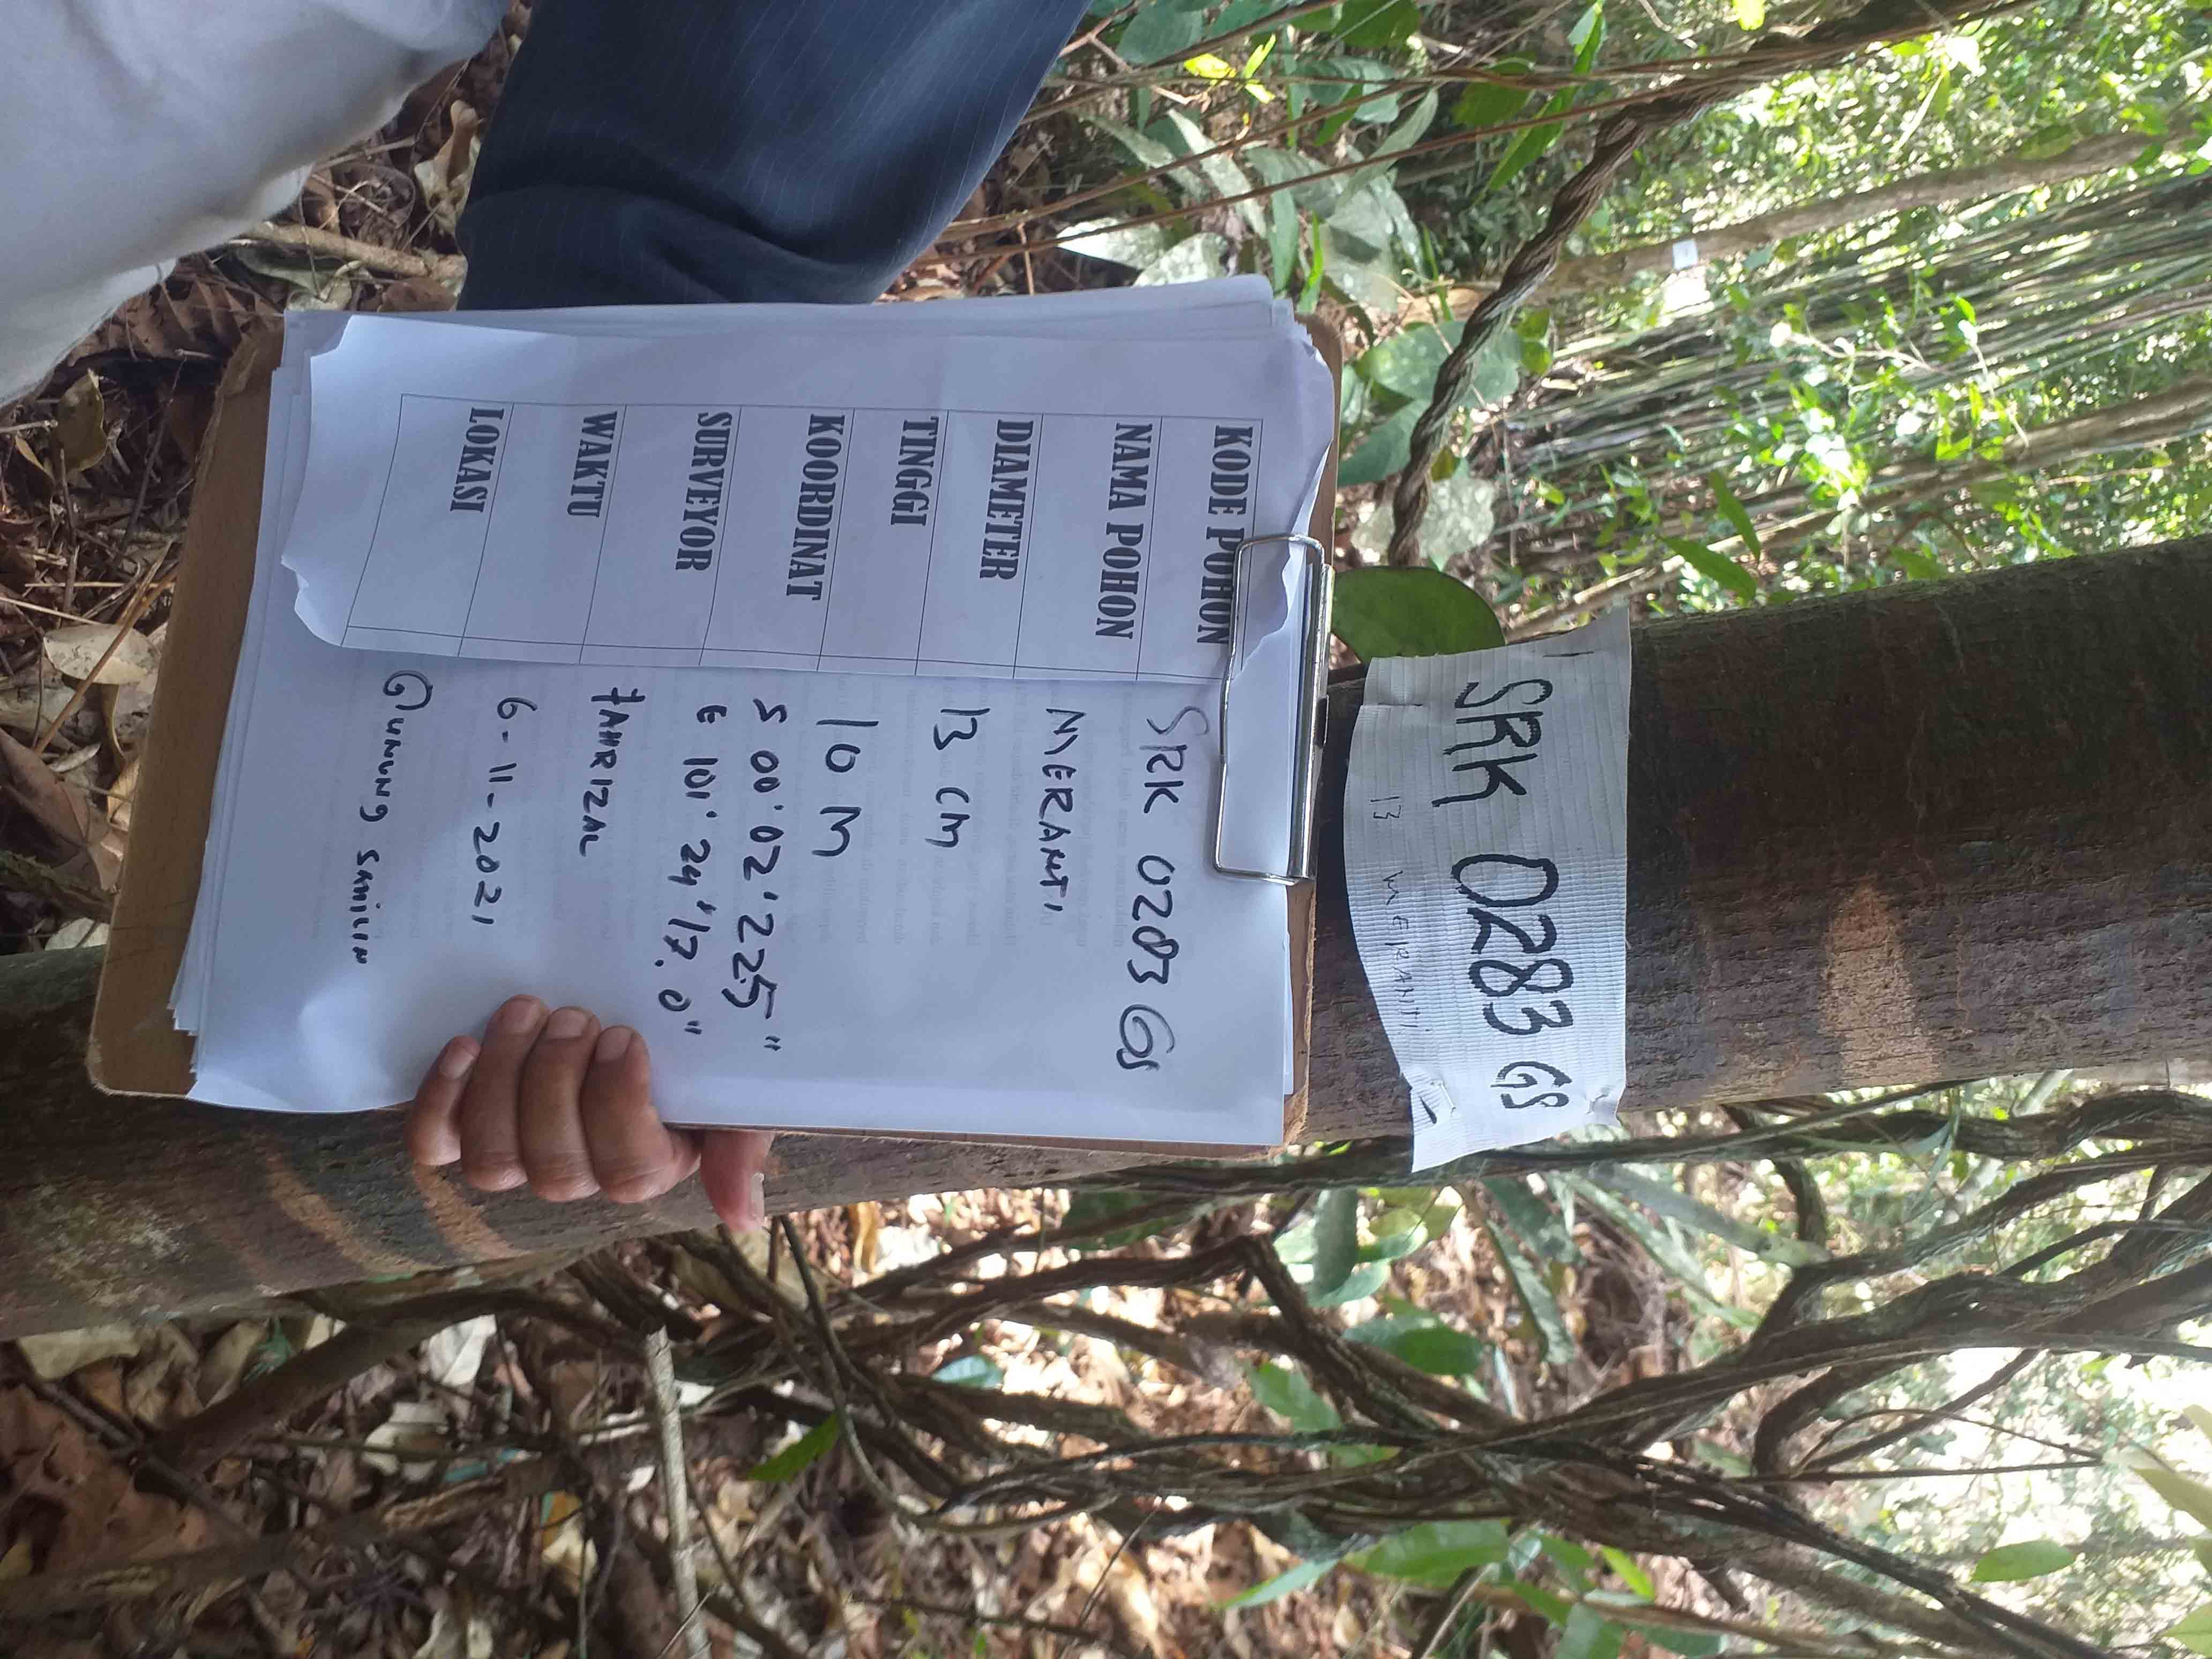 SRK 0283 GS
13 MERANTI
KODE POHON SRK 0283 GS
NAMA POHON MERANTI
DIAMETER 13 CM
TINGGI 10 M
KOORDINAT S 00° 02' 22.5"
E 101° 24' 17.0"
SURVEYOR FAHRIZAL
WAKTU 6-11-2021
LOKASI GUNUNG SAHILIN